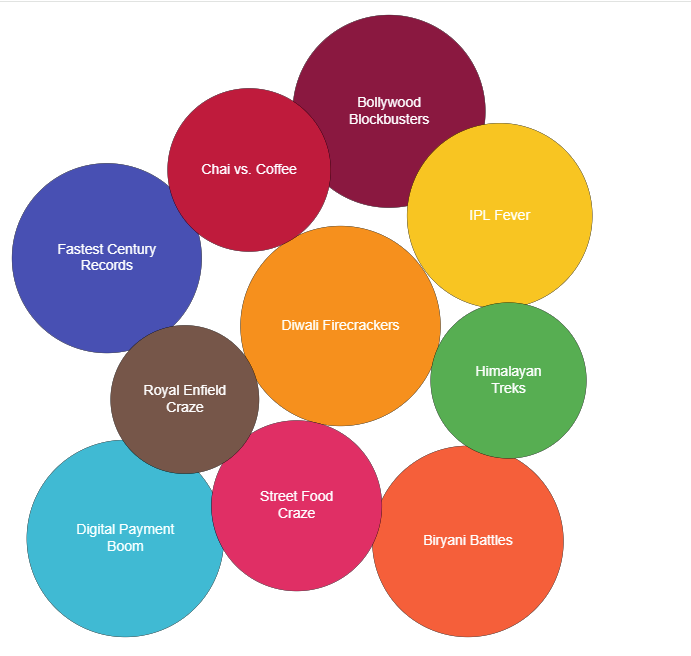 Bollywood
Blockbusters
Chai vs. Coffee
IPL Fever
Fastest Century
Records
Diwali Firecrackers
Himalayan
Treks
Royal Enfield
Craze
Street Food
Craze
Digital Payment
Boom
Biryani Battles